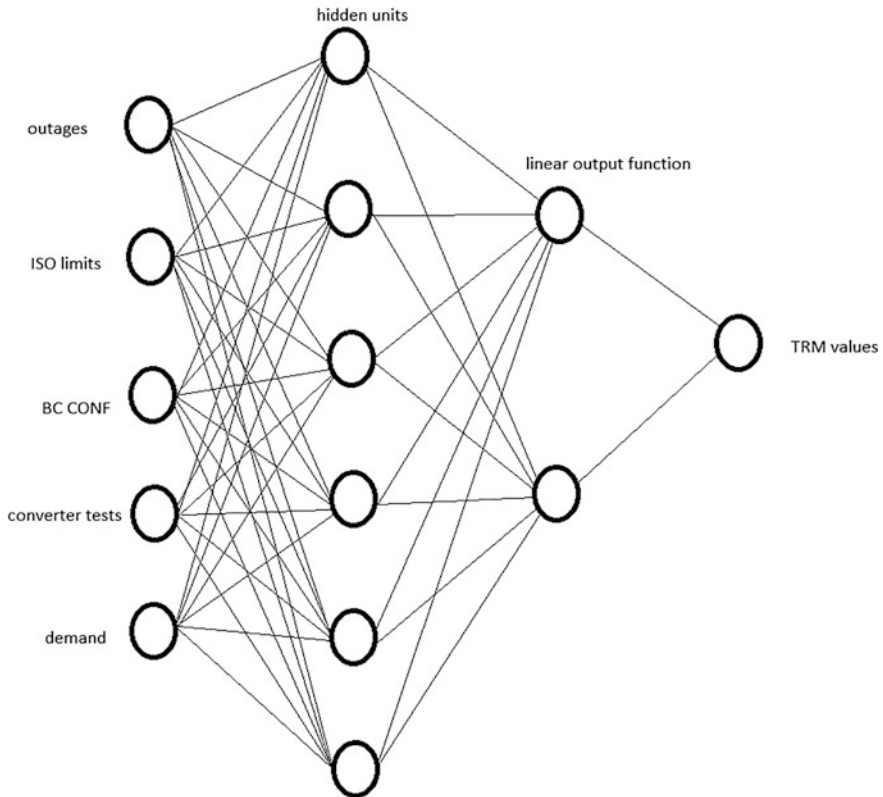 hidden units
outages
linear output function
ISO limits
TRM values
BC CONF
converter tests
demand